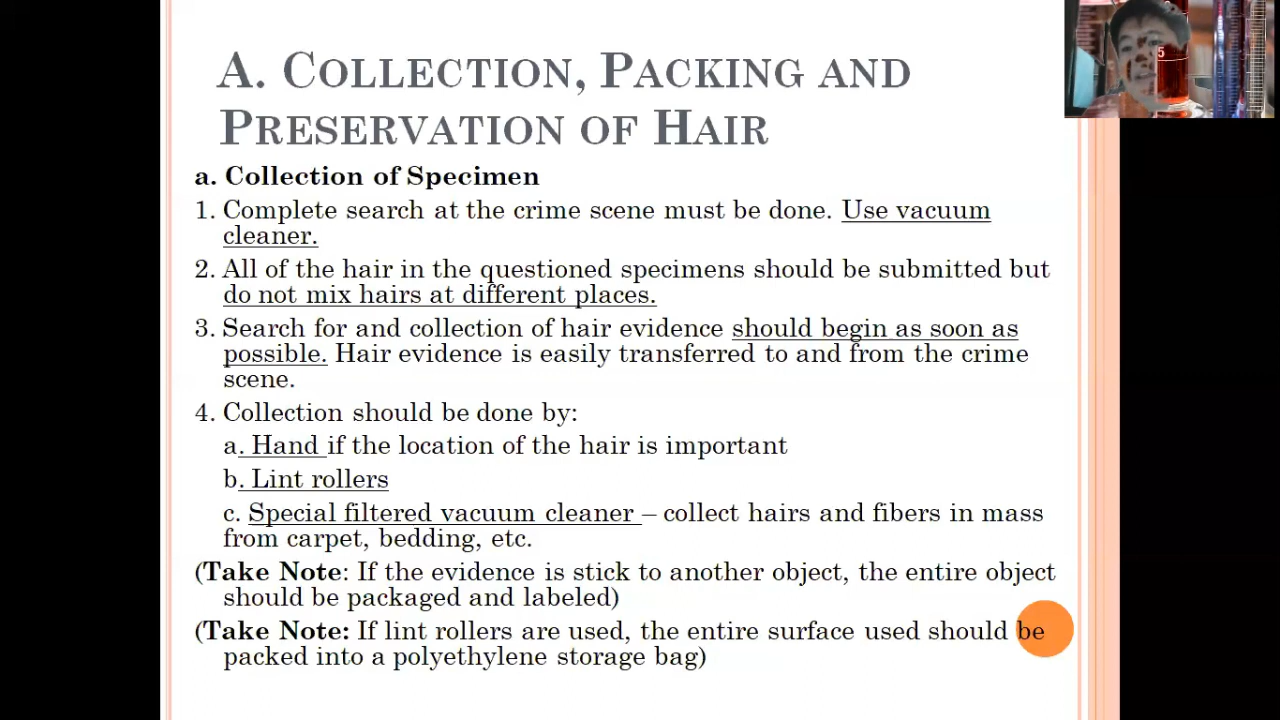 A. COLLECTION, PACKING AND
PRESERVATION OF HAIR
a. Collection of Specimen
1. Complete search at the crime scene must be done. Use vacuum
cleaner.
2. All of the hair in the questioned specimens should be submitted but
do not mix hairs at different places.
3. Search for and collection of hair evidence should begin as soon as
possible. Hair evidence is easily transferred to and from the crime
scene.
4. Collection should be done by:
a. Hand if the location of the hair is important
b. Lint rollers
c. Special filtered vacuum cleaner – collect hairs and fibers in mass
from carpet, bedding, etc.
(Take Note: If the evidence is stick to another object, the entire object
should be packaged and labeled)
(Take Note: If lint rollers are used, the entire surface used should be
packed into a polyethylene storage bag)